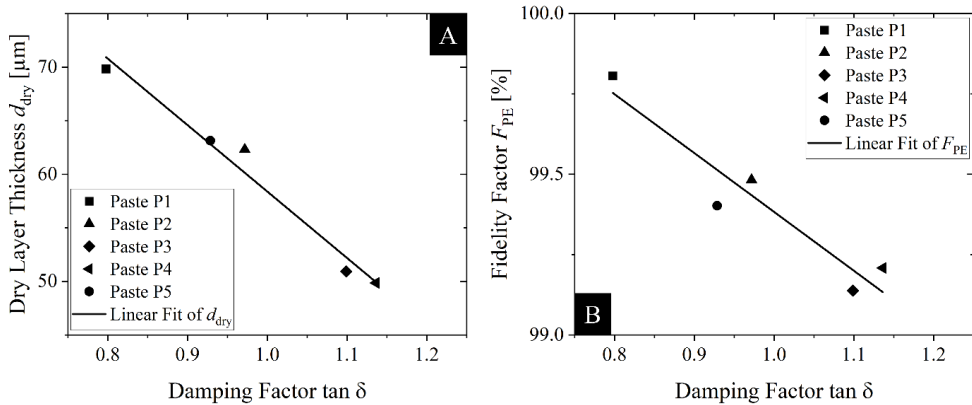 A
Dry Layer Thickness d_dry [µm]
70
60
50
Paste P1
Paste P2
Paste P3
Paste P4
Paste P5
Linear Fit of d_dry
0.8 0.9 1.0 1.1 1.2
Damping Factor tan δ
100.0
99.5
99.0
Fidelity Factor F_PE [%]
Paste P1
Paste P2
Paste P3
Paste P4
Paste P5
Linear Fit of F_PE
B
0.8 0.9 1.0 1.1 1.2
Damping Factor tan δ